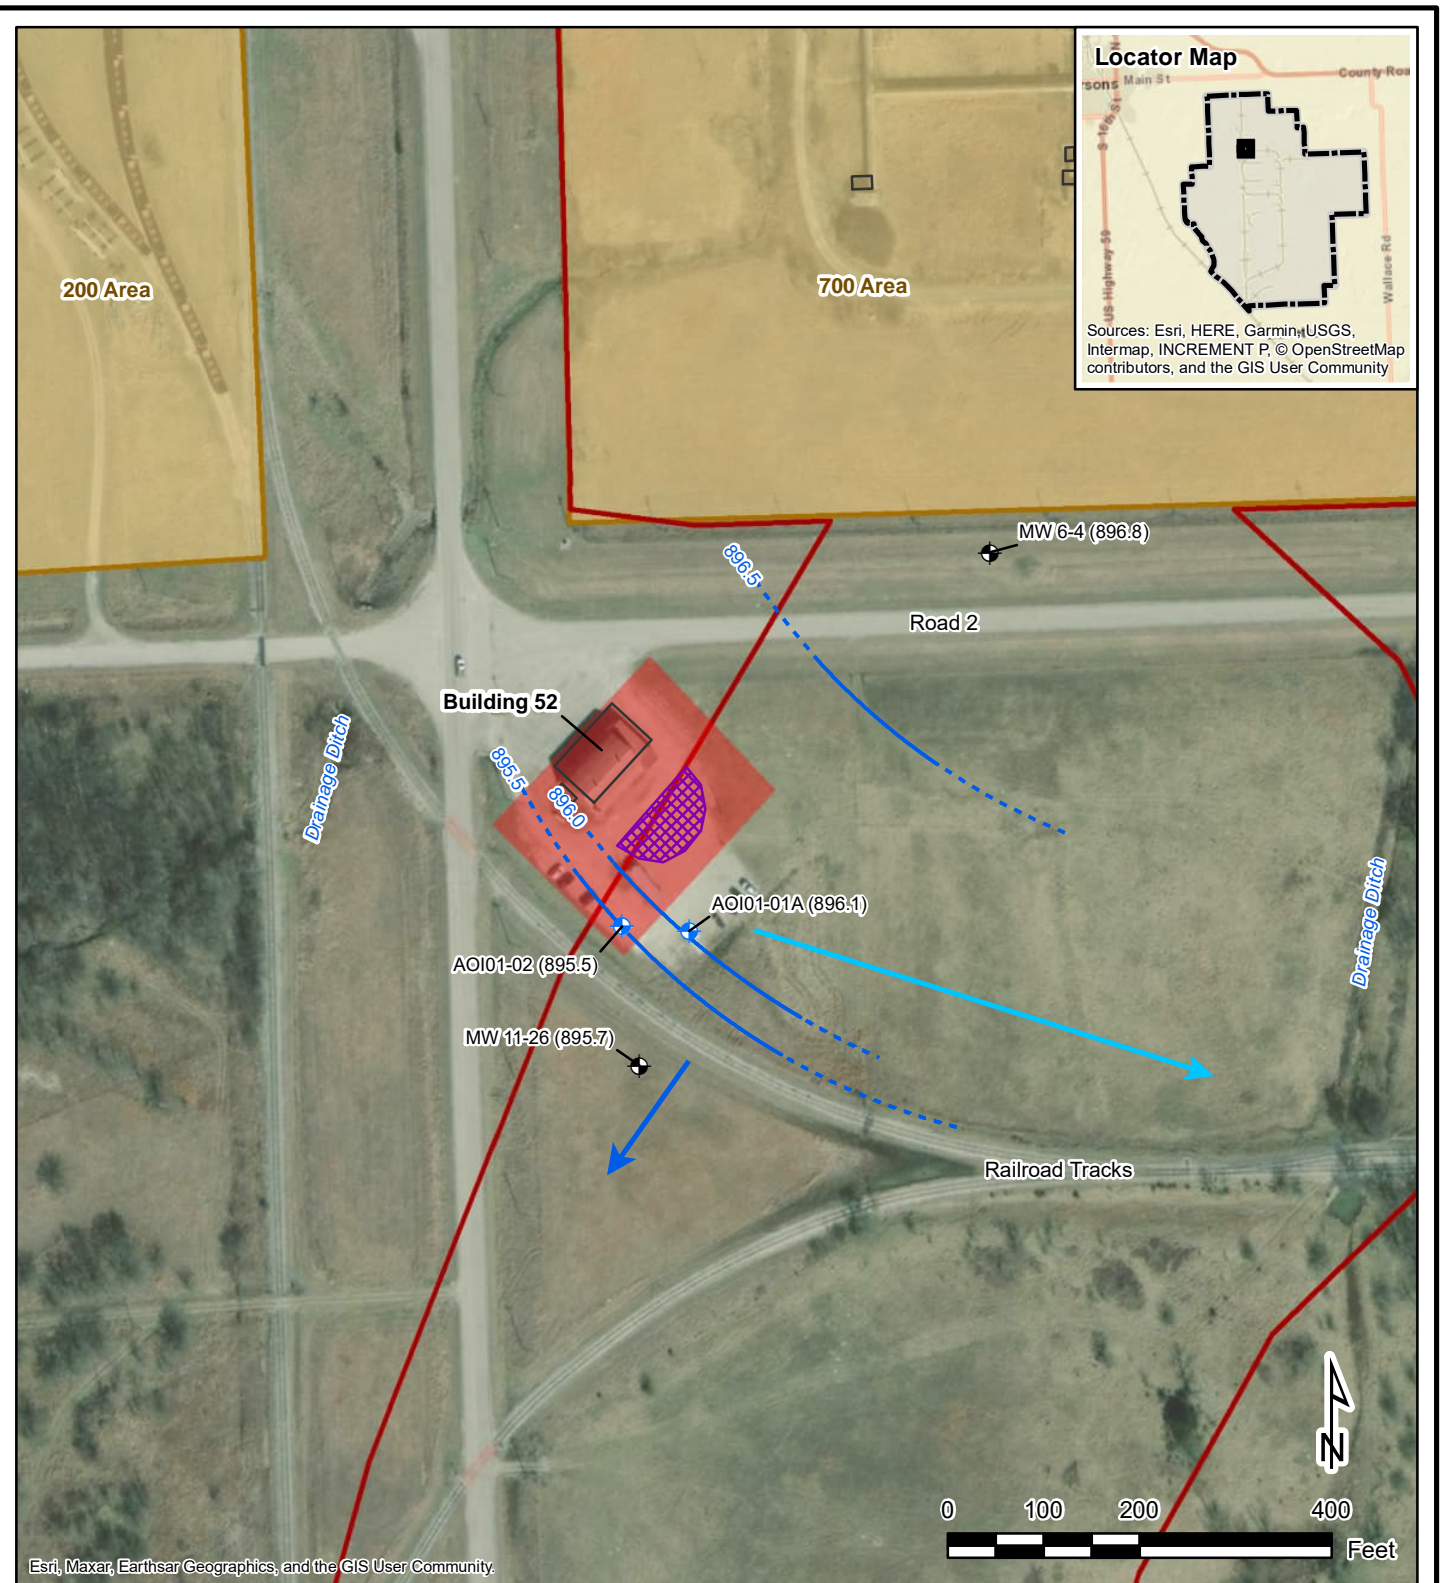 Locator Map
Main St
County Roa
rsons
N
S 16th St
US Highway 59
Wallace Rd
Sources: Esri, HERE, Garmin, USGS,
Intermap, INCREMENT P, © OpenStreetMap
contributors, and the GIS User Community
200 Area
700 Area
MW 6-4 (896.8)
896.5
Road 2
Building 52
Drainage Ditch
895.5
896.0
AOI01-01A (896.1)
Drainage Ditch
AOI01-02 (895.5)
MW 11-26 (895.7)
Railroad Tracks
N
0 100 200 400
Feet
Esri, Maxar, Earthsar Geographics, and the GIS User Community.